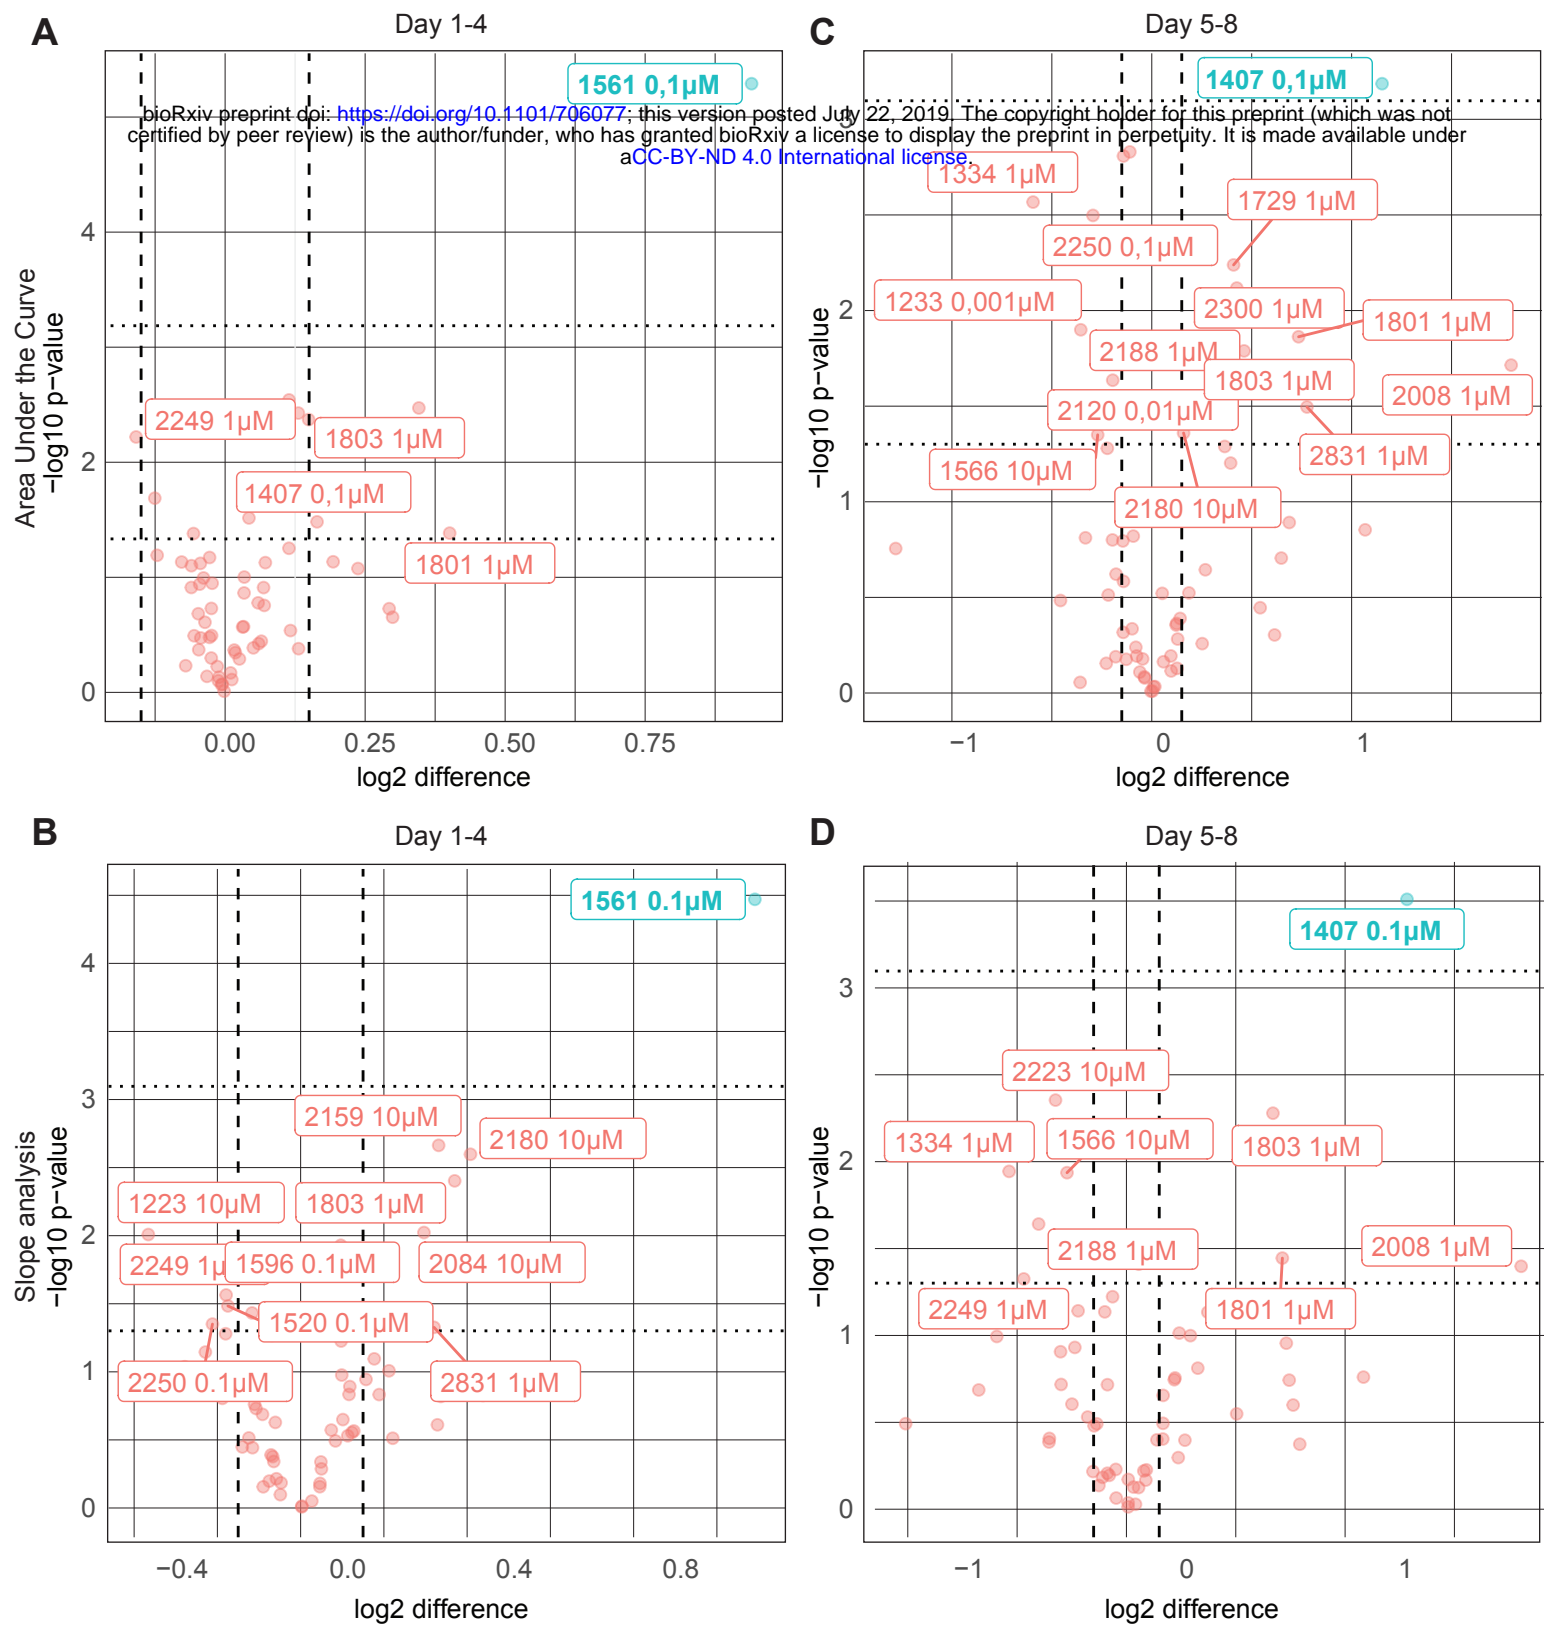 A
Day 1-4
C
Day 5-8
1561 0,1µM
1407 0,1µM
bioRxiv preprint doi: https://doi.org/10.1101/706077; this version posted July 22, 2019. The copyright holder for this preprint (which was not
certified by peer review) is the author/funder, who has granted bioRxiv a license to display the preprint in perpetuity. It is made available under
aCC-BY-ND 4.0 International license.
Area Under the Curve
−log10 p−value
4
2
0
2249 1µM
1803 1µM
1407 0,1µM
1801 1µM
0.00
0.25
0.50
0.75
log2 difference
−log10 p−value
3
2
1
0
1334 1µM
1729 1µM
2250 0,1µM
1233 0,001µM
2300 1µM
1801 1µM
2188 1µM
1803 1µM
2008 1µM
2120 0,01µM
2831 1µM
1566 10µM
2180 10µM
−1
0
1
log2 difference
B
Day 1-4
D
Day 5-8
Slope analysis
−log10 p−value
4
3
2
1
0
1561 0.1µM
2159 10µM
2180 10µM
1223 10µM
1803 1µM
2249 1µ
1596 0.1µM
2084 10µM
1520 0.1µM
2250 0.1µM
2831 1µM
−0.4
0.0
0.4
0.8
log2 difference
−log10 p−value
3
2
1
0
1407 0.1µM
2223 10µM
1334 1µM
1566 10µM
1803 1µM
2188 1µM
2008 1µM
2249 1µM
1801 1µM
−1
0
1
log2 difference